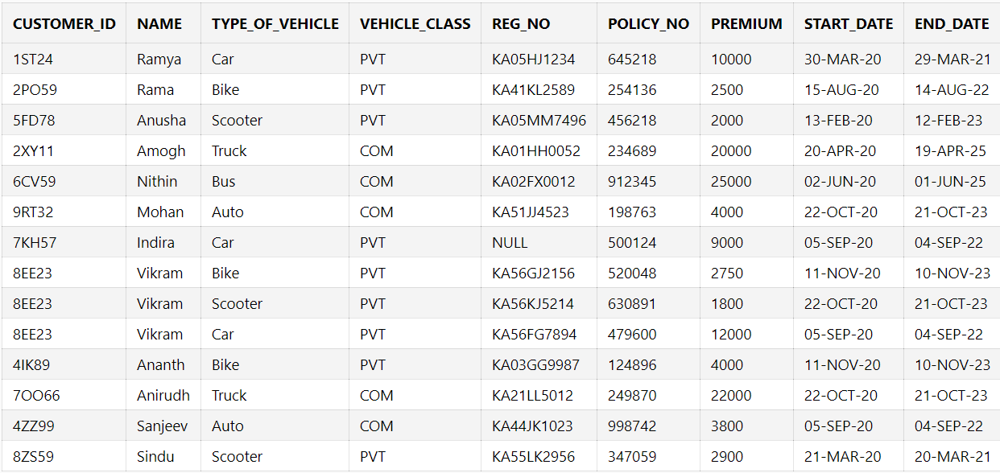 CUSTOMER_ID NAME TYPE_OF_VEHICLE VEHICLE_CLASS REG_NO POLICY_NO PREMIUM START_DATE END_DATE
1ST24 Ramya Car PVT KA05HJ1234 645218 10000 30-MAR-20 29-MAR-21
2PO59 Rama Bike PVT KA41KL2589 254136 2500 15-AUG-20 14-AUG-22
5FD78 Anusha Scooter PVT KA05MM7496 456218 2000 13-FEB-20 12-FEB-23
2XY11 Amogh Truck COM KA01HH0052 234689 20000 20-APR-20 19-APR-25
6CV59 Nithin Bus COM KA02FX0012 912345 25000 02-JUN-20 01-JUN-25
9RT32 Mohan Auto COM KA51JJ4523 198763 4000 22-OCT-20 21-OCT-23
7KH57 Indira Car PVT NULL 500124 9000 05-SEP-20 04-SEP-22
8EE23 Vikram Bike PVT KA56GJ2156 520048 2750 11-NOV-20 10-NOV-23
8EE23 Vikram Scooter PVT KA56KJ5214 630891 1800 22-OCT-20 21-OCT-23
8EE23 Vikram Car PVT KA56FG7894 479600 12000 05-SEP-20 04-SEP-22
4IK89 Ananth Bike PVT KA03GG9987 124896 4000 11-NOV-20 10-NOV-23
7OO66 Anirudh Truck COM KA21LL5012 249870 22000 22-OCT-20 21-OCT-23
4ZZ99 Sanjeev Auto COM KA44JK1023 998742 3800 05-SEP-20 04-SEP-22
8ZS59 Sindu Scooter PVT KA55LK2956 347059 2900 21-MAR-20 20-MAR-21